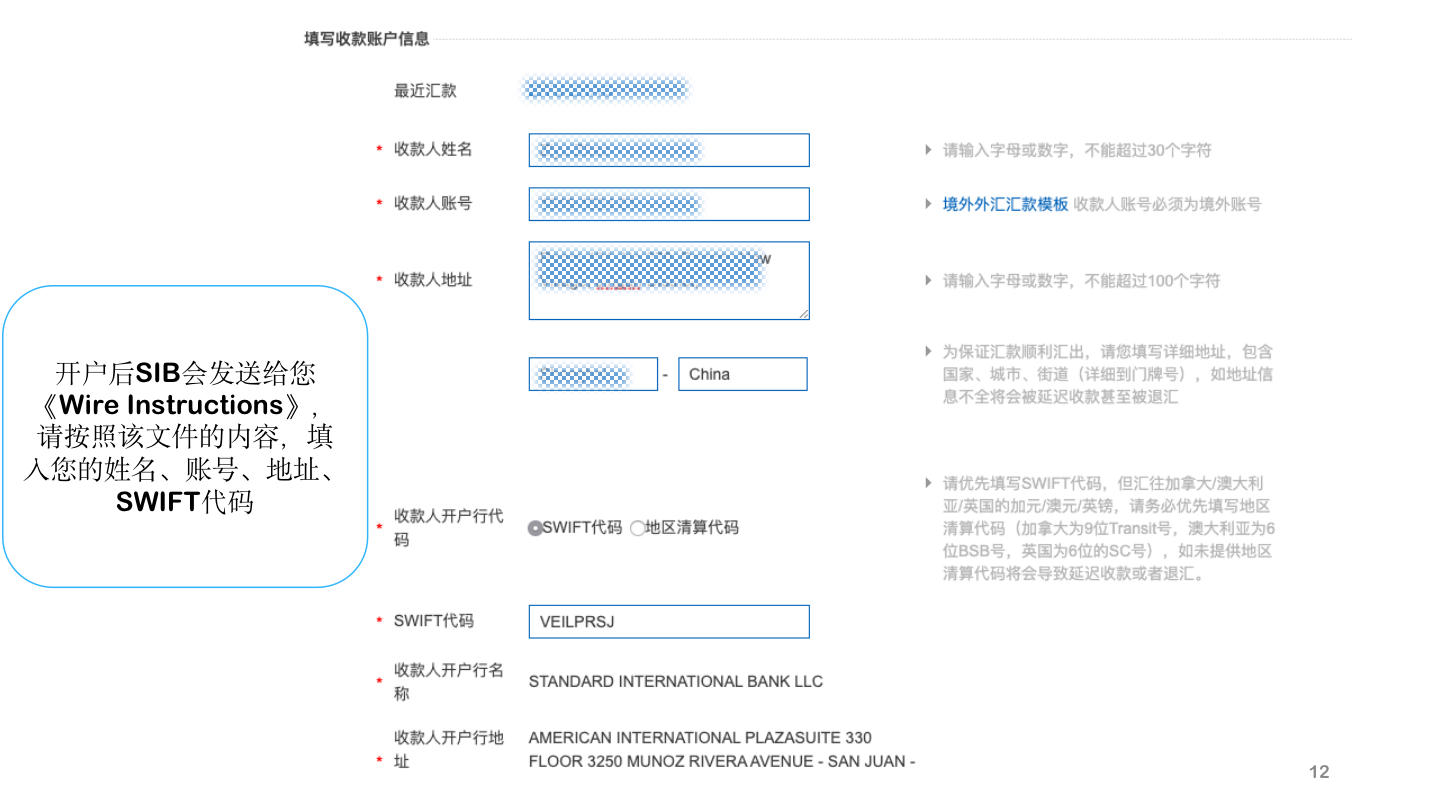 填写收款账户信息
最近汇款
* 收款人姓名
请输入字母或数字，不能超过30个字符
* 收款人账号
境外外汇汇款模板 收款人账号必须为境外账号
* 收款人地址
w
请输入字母或数字，不能超过100个字符
- China
为保证汇款顺利汇出，请您填写详细地址，包含
国家、城市、街道（详细到门牌号），如地址信
息不全将会被延迟收款甚至被退汇
开户后SIB会发送给您
《Wire Instructions》，
请按照该文件的内容，填
入您的姓名、账号、地址、
SWIFT代码
* 收款人开户行代
码
SWIFT代码 地区清算代码
请优先填写SWIFT代码，但汇往加拿大/澳大利
亚/英国的加元/澳元/英镑，请务必优先填写地区
清算代码（加拿大为9位Transit号，澳大利亚为6
位BSB号，英国为6位的SC号），如未提供地区
清算代码将会导致延迟收款或者退汇。
* SWIFT代码
VEILPRSJ
* 收款人开户行名
称
STANDARD INTERNATIONAL BANK LLC
* 收款人开户行地
址
AMERICAN INTERNATIONAL PLAZASUITE 330
FLOOR 3250 MUNOZ RIVERA AVENUE - SAN JUAN -
12